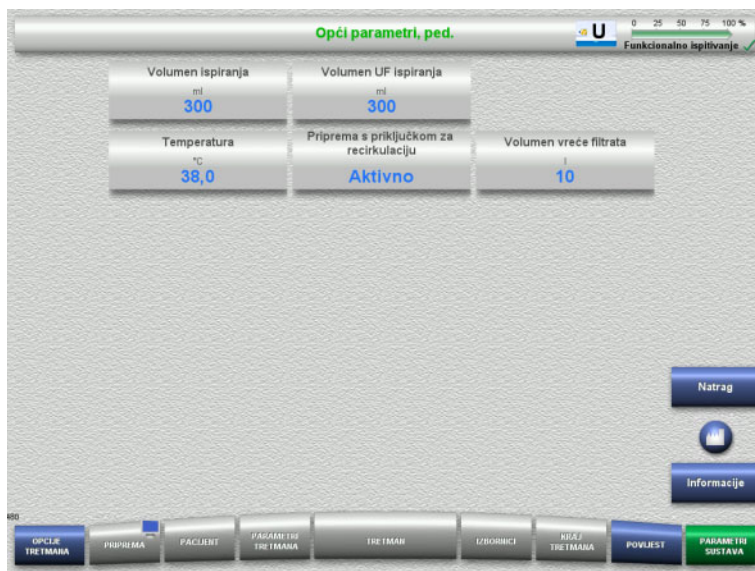 Opći parametri, ped.
U
0 25 50 75 100 %
Funkcionalno ispitivanje
Volumen ispiranja
ml
300
Volumen UF ispiranja
ml
300
Temperatura
°C
38,0
Priprema s priključkom za
recirkulaciju
Aktivno
Volumen vreće filtrata
l
10
Natrag
Informacije
OPCIJE
TRETMANA
PRIPREMA
PACIJENT
PARAMETRI
TRETMANA
TRETMAN
IZBORNICI
KRAJ
TRETMANA
POVIJEST
PARAMETRI
SUSTAVA